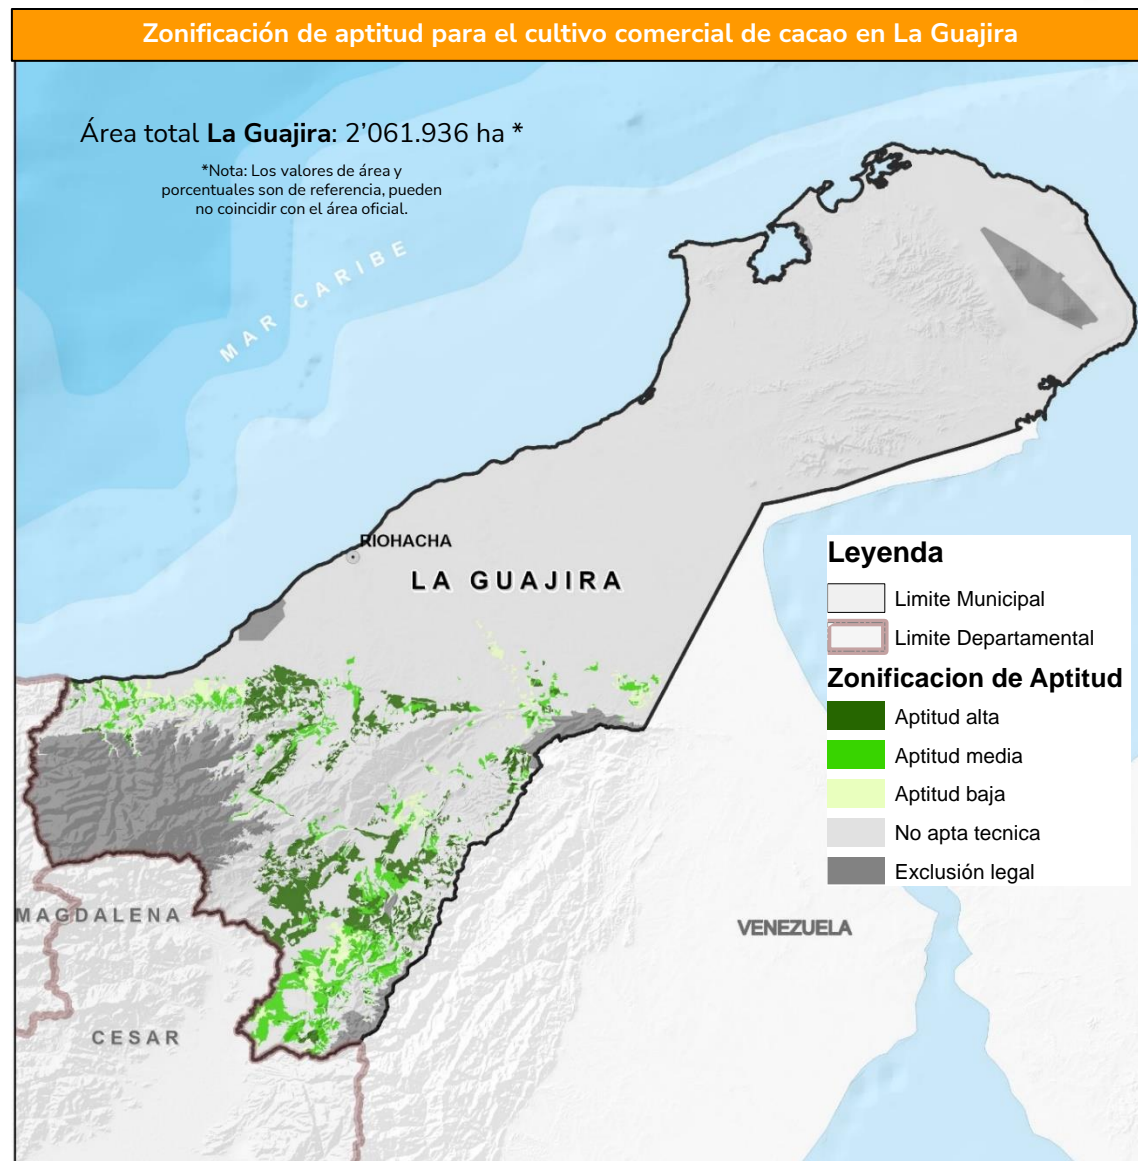 Zonificación de aptitud para el cultivo comercial de cacao en La Guajira
Área total La Guajira: 2’061.936 ha *
*Nota: Los valores de área y
porcentuales son de referencia, pueden
no coincidir con el área oficial.
MAR CARIBE
RIOHACHA
LA GUAJIRA
Leyenda
Limite Municipal
Limite Departamental
Zonificacion de Aptitud
Aptitud alta
Aptitud media
Aptitud baja
No apta tecnica
Exclusión legal
MAGDALENA
VENEZUELA
CESAR